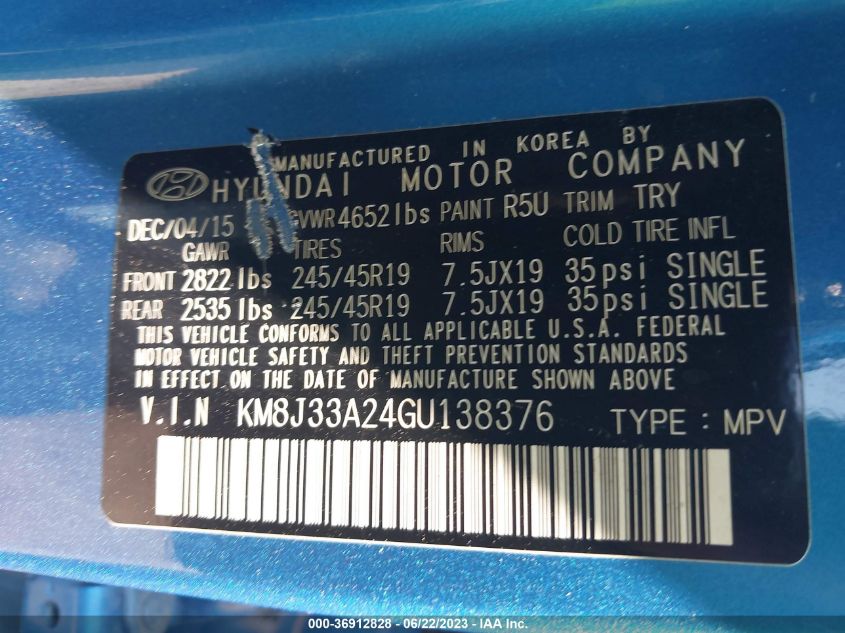 MANUFACTURED IN KOREA BY
HYUNDAI MOTOR COMPANY
DEC/04/15 GVWR 4652 lbs PAINT R5U TRIM TRY
GAWR TIRES RIMS COLD TIRE INFL
FRONT 2822 lbs 245/45R19 7.5JX19 35psi SINGLE
REAR 2535 lbs 245/45R19 7.5JX19 35psi SINGLE
THIS VEHICLE CONFORMS TO ALL APPLICABLE U.S.A. FEDERAL
MOTOR VEHICLE SAFETY AND THEFT PREVENTION STANDARDS
IN EFFECT ON THE DATE OF MANUFACTURE SHOWN ABOVE
V.I.N KM8J33A24GU138376 TYPE : MPV
000-36912828 - 06/22/2023 - IAAI.COM